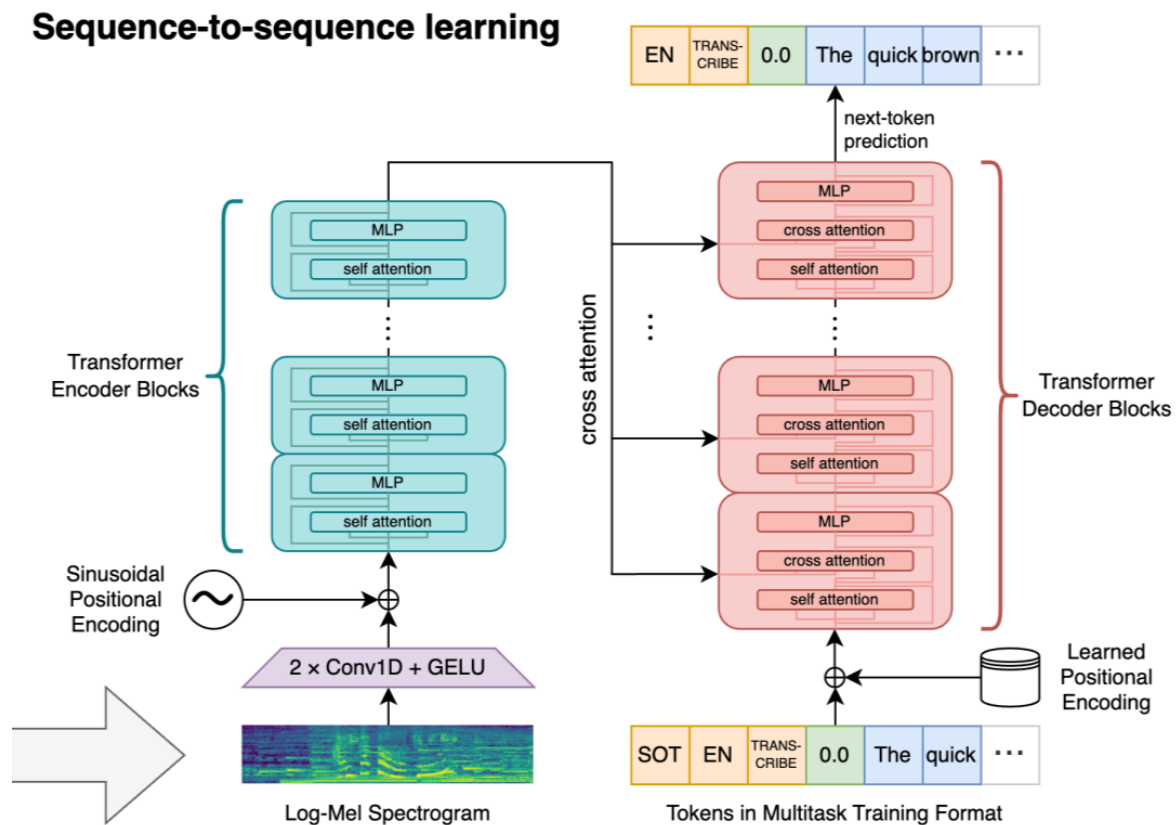 Sequence-to-sequence learning
EN TRANS-CRIBE 0.0 The quick brown ···
next-token
prediction
MLP
cross attention
self attention
MLP
self attention
⋮
cross attention
Transformer
Encoder Blocks
MLP
self attention
MLP
self attention
MLP
cross attention
self attention
MLP
cross attention
self attention
Transformer
Decoder Blocks
Sinusoidal
Positional
Encoding
2 × Conv1D + GELU
Learned
Positional
Encoding
SOT EN TRANS-CRIBE 0.0 The quick ···
Log-Mel Spectrogram
Tokens in Multitask Training Format